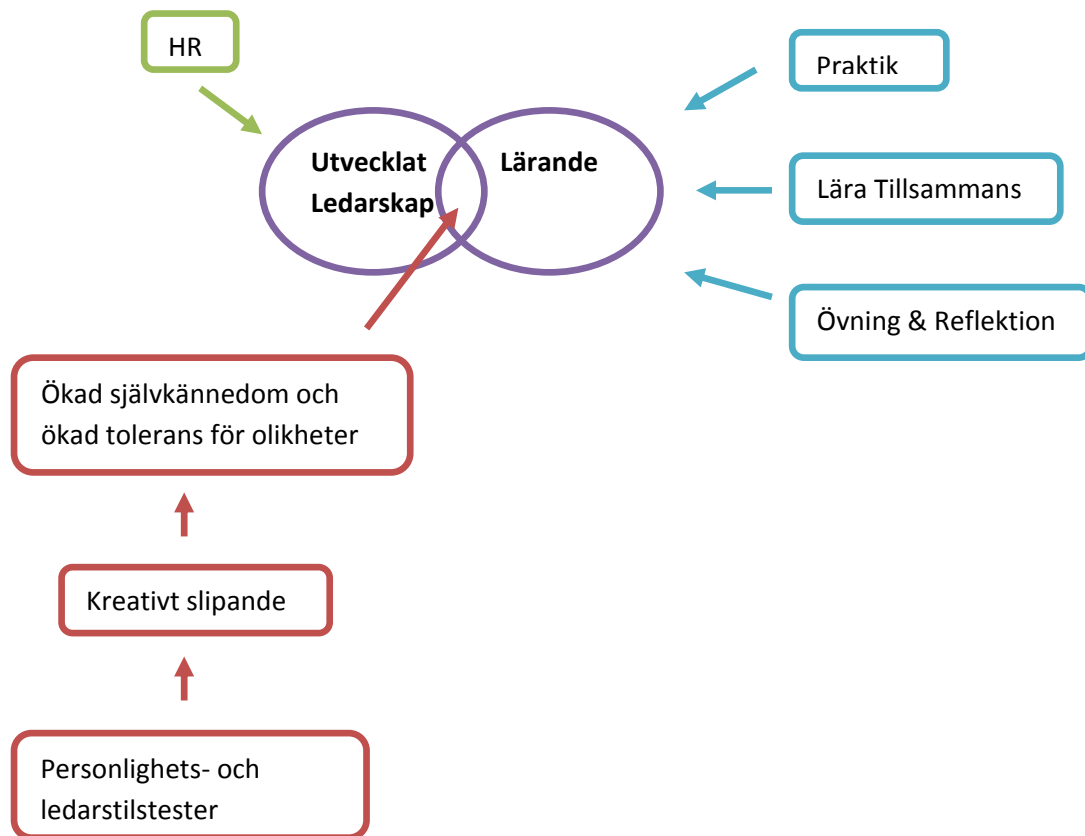 HR
Praktik
Utvecklat
Ledarskap
Lärande
Lära Tillsammans
Övning & Reflektion
Ökad självkännedom och
ökad tolerans för olikheter
Kreativt slipande
Personlighets- och
ledarstilstester